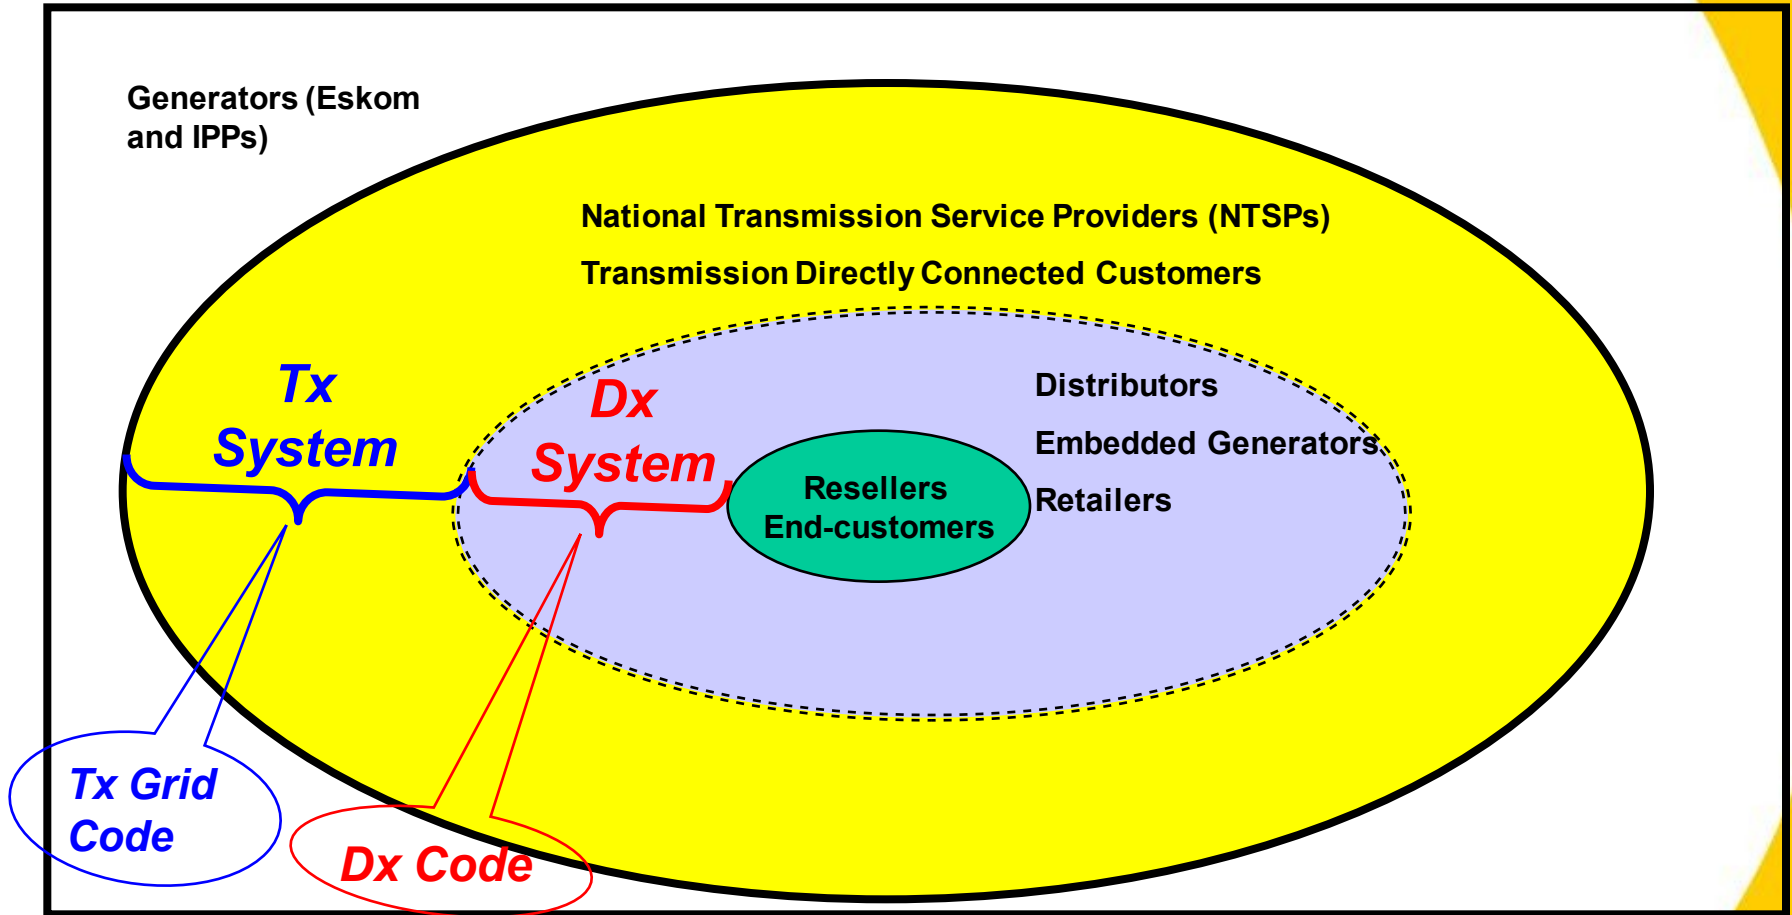 Generators (Eskom
and IPPs)
National Transmission Service Providers (NTSPs)
Transmission Directly Connected Customers
Tx
System
Dx
System
Distributors
Embedded Generators
Retailers
Resellers
End-customers
Tx Grid
Code
Dx Code